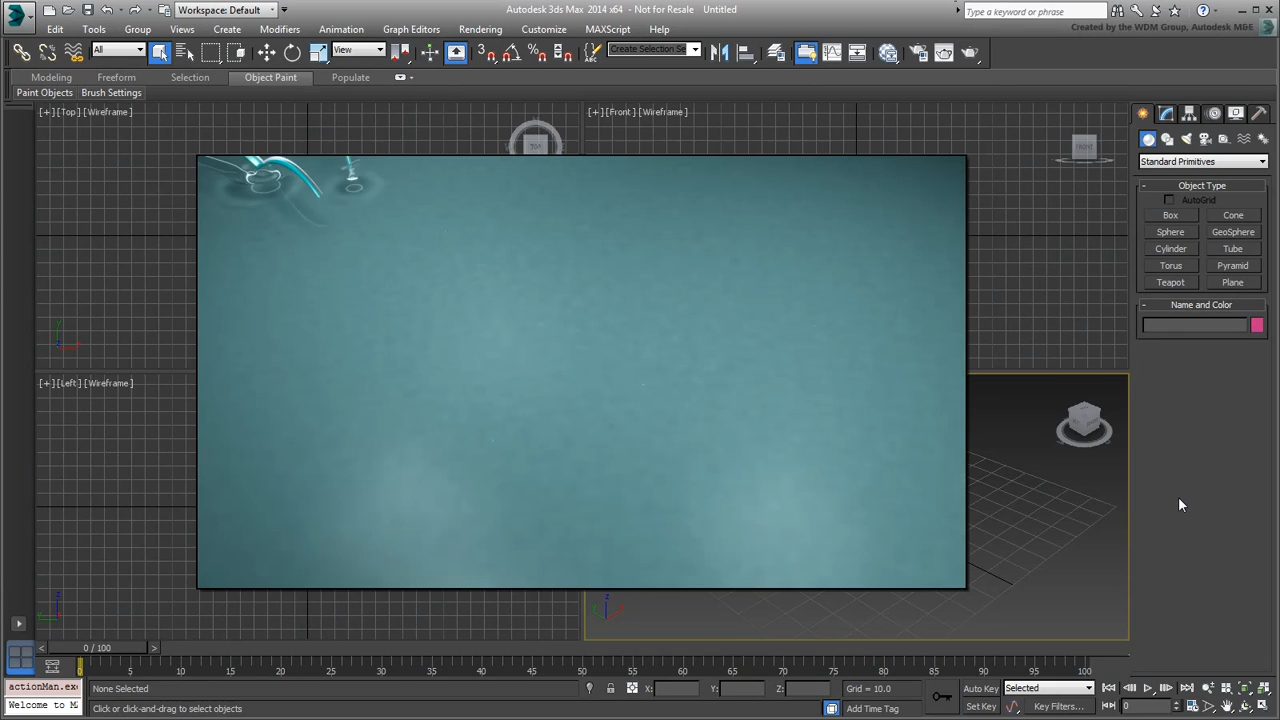 Workspace: Default
Autodesk 3ds Max 2014 x64 - Not for Resale Untitled
Type a keyword or phrase
Edit Tools Group Views Create Modifiers Animation Graph Editors Rendering Customize MAXScript Help
Created by the WDM Group, Autodesk MGE
All
View
Create Selection Se
Modeling Freeform Selection Object Paint Populate
Paint Objects Brush Settings
[+][Top][Wireframe]
[+][Front][Wireframe]
TOP
FRONT
Standard Primitives
Object Type
AutoGrid
Box Cone
Sphere GeoSphere
Cylinder Tube
Torus Pyramid
Teapot Plane
Name and Color
[+][Left][Wireframe]
0 / 100
0 5 10 15 20 25 30 35 40 45 50 55 60 65 70 75 80 85 90 95 100
actionMan.exe
None Selected
X: Y: Z: Grid = 10.0
Auto Key Selected
Welcome to M
Click or click-and-drag to select objects
Add Time Tag
Set Key Key Filters... 0